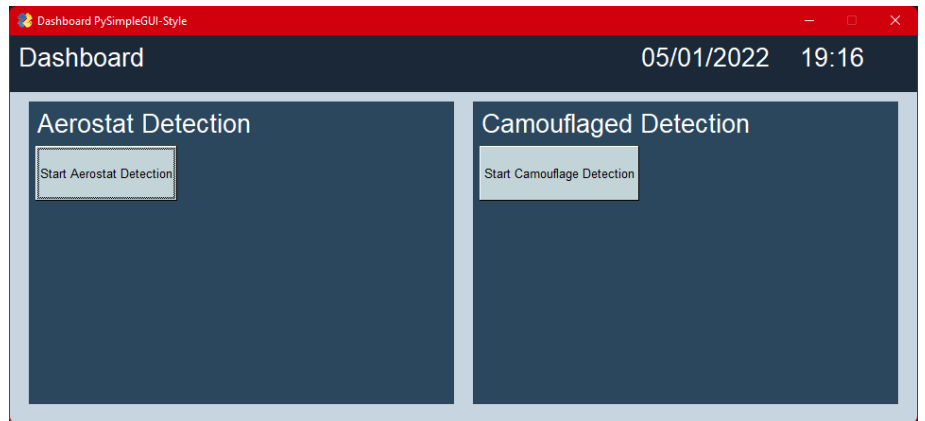 Dashboard PySimpleGUI-Style
Dashboard 05/01/2022 19:16
Aerostat Detection
Start Aerostat Detection
Camouflaged Detection
Start Camouflage Detection